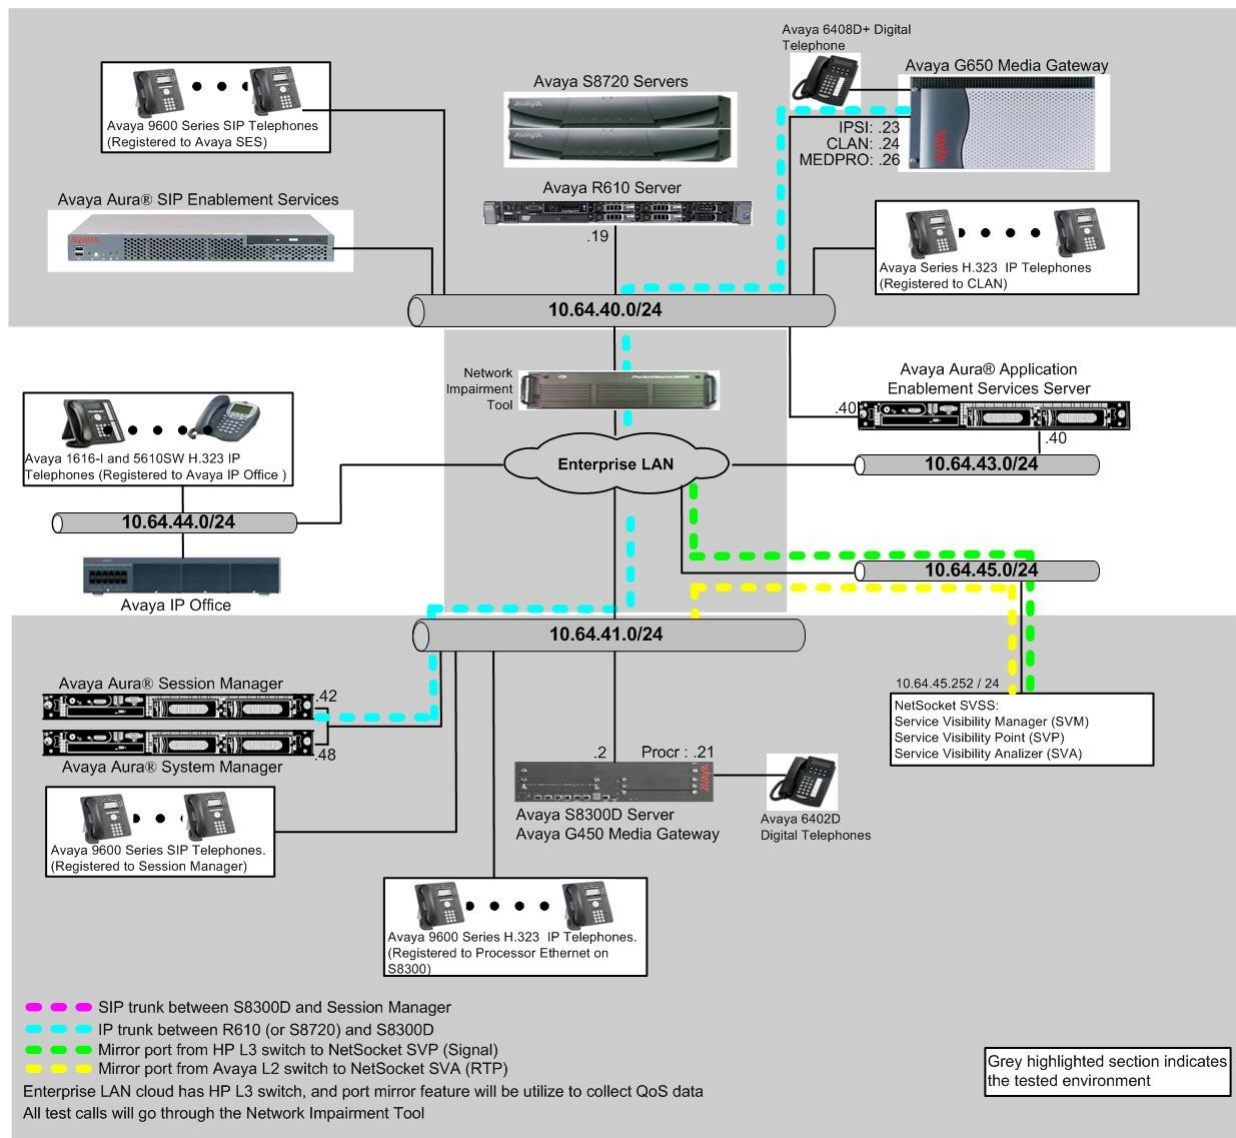 Avaya 6408D+ Digital
Telephone
Avaya G650 Media Gateway
Avaya S8720 Servers
AVAYA
Avaya 9600 Series SIP Telephones
(Registered to Avaya SES)
IPSI: .23
CLAN: .24
MEDPRO: .26
AVAYA
Avaya R610 Server
Avaya Aura® SIP Enablement Services
AVAYA
.19
Avaya Series H.323 IP Telephones
(Registered to CLAN)
10.64.40.0/24
Network
Impairment
Tool
Avaya Aura® Application
Enablement Services Server
.40
.40
Avaya 1616-I and 5610SW H.323 IP
Telephones (Registered to Avaya IP Office )
Enterprise LAN
10.64.43.0/24
10.64.44.0/24
10.64.45.0/24
Avaya IP Office
10.64.41.0/24
Avaya Aura® Session Manager
.42
10.64.45.252 / 24
NetSocket SVSS:
Service Visibility Manager (SVM)
Service Visibility Point (SVP)
Service Visibility Analizer (SVA)
.48
Avaya Aura® System Manager
.2
Procr : .21
AVAYA
Avaya S8300D Server
Avaya G450 Media Gateway
Avaya 6402D
Digital Telephones
Avaya 9600 Series SIP Telephones.
(Registered to Session Manager)
Avaya 9600 Series H.323 IP Telephones.
(Registered to Processor Ethernet on
S8300)
SIP trunk between S8300D and Session Manager
IP trunk between R610 (or S8720) and S8300D
Mirror port from HP L3 switch to NetSocket SVP (Signal)
Mirror port from Avaya L2 switch to NetSocket SVA (RTP)
Enterprise LAN cloud has HP L3 switch, and port mirror feature will be utilize to collect QoS data
All test calls will go through the Network Impairment Tool
Grey highlighted section indicates
the tested environment